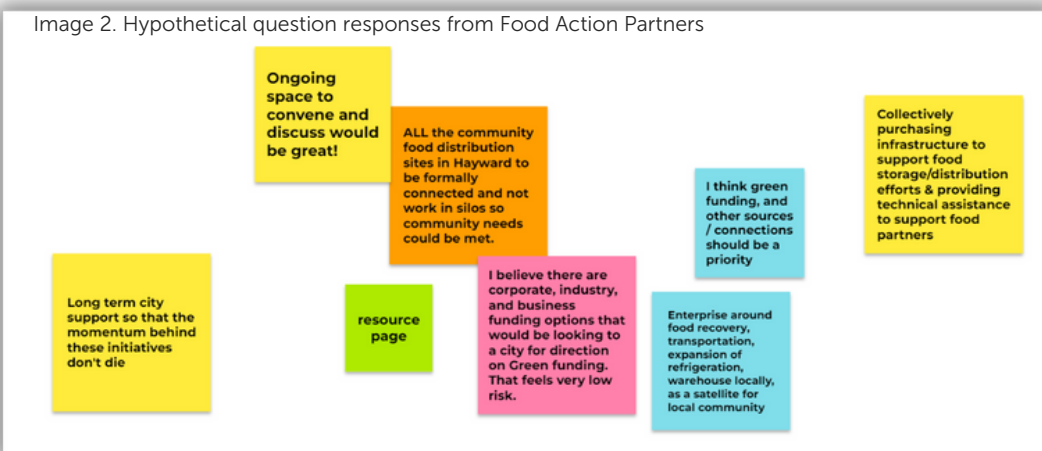 Image 2. Hypothetical question responses from Food Action Partners
Ongoing
space to
convene and
discuss would
be great!
ALL the community
food distribution
sites in Hayward to
be formally
connected and not
work in silos so
community needs
could be met.
Collectively
purchasing
infrastructure to
support food
storage/distribution
efforts & providing
technical assistance
to support food
partners
I think green
funding, and
other sources
/ connections
should be a
priority
Long term city
support so that the
momentum behind
these initiatives
don't die
resource
page
I believe there are
corporate, industry,
and business
funding options that
would be looking to
a city for direction
on Green funding.
That feels very low
risk.
Enterprise around
food recovery,
transportation,
expansion of
refrigeration,
warehouse locally,
as a satellite for
local community